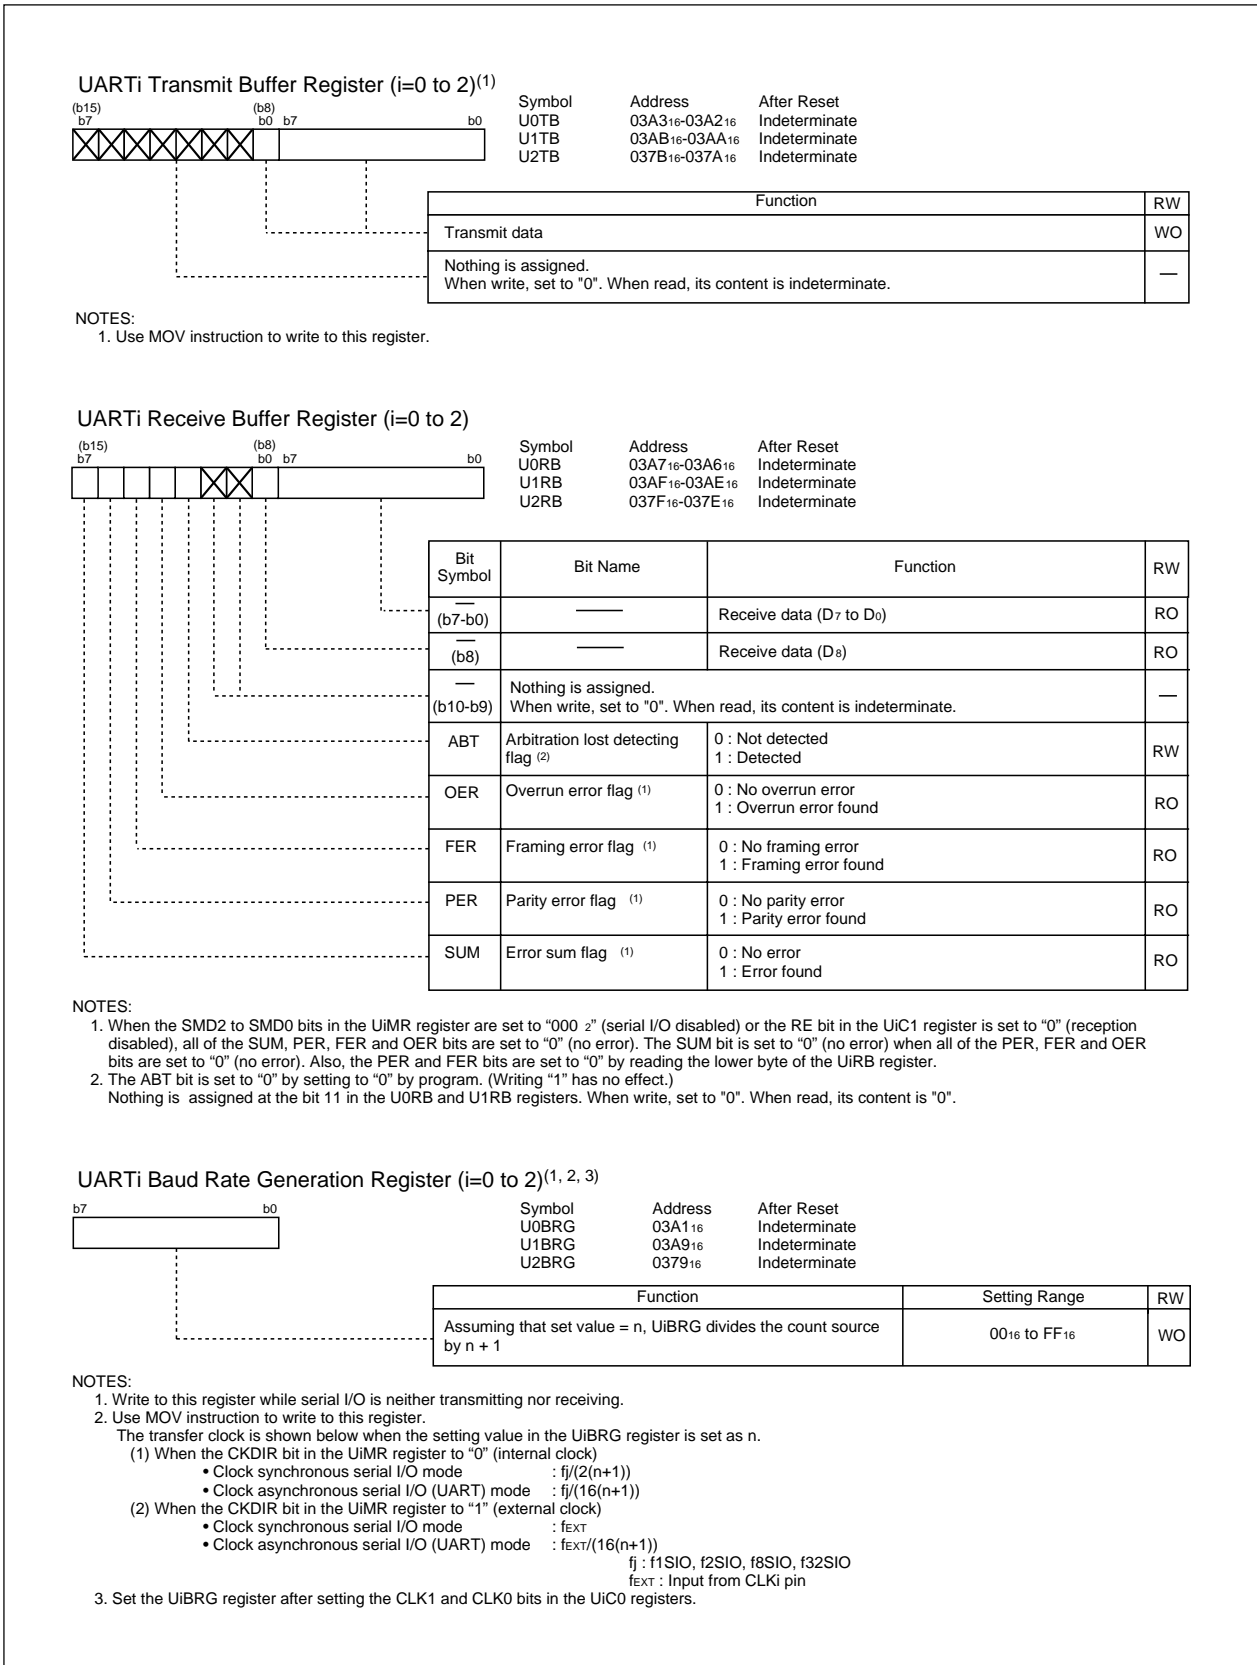 UARTi Transmit Buffer Register (i=0 to 2)(1)
(b15) (b8)
b7 b0 b7 b0
Symbol Address After Reset
U0TB 03A316-03A216 Indeterminate
U1TB 03AB16-03AA16 Indeterminate
U2TB 037B16-037A16 Indeterminate
Function RW
Transmit data WO
Nothing is assigned.
When write, set to "0". When read, its content is indeterminate. —
NOTES:
1. Use MOV instruction to write to this register.
UARTi Receive Buffer Register (i=0 to 2)
(b15) (b8)
b7 b0 b7 b0
Symbol Address After Reset
U0RB 03A716-03A616 Indeterminate
U1RB 03AF16-03AE16 Indeterminate
U2RB 037F16-037E16 Indeterminate
Bit
Symbol Bit Name Function RW
—
(b7-b0) — Receive data (D7 to D0) RO
—
(b8) — Receive data (D8) RO
—
(b10-b9) Nothing is assigned.
When write, set to "0". When read, its content is indeterminate. —
ABT Arbitration lost detecting
flag (2) 0 : Not detected
1 : Detected RW
OER Overrun error flag (1) 0 : No overrun error
1 : Overrun error found RO
FER Framing error flag (1) 0 : No framing error
1 : Framing error found RO
PER Parity error flag (1) 0 : No parity error
1 : Parity error found RO
SUM Error sum flag (1) 0 : No error
1 : Error found RO
NOTES:
1. When the SMD2 to SMD0 bits in the UiMR register are set to “000 2” (serial I/O disabled) or the RE bit in the UiC1 register is set to “0” (reception
disabled), all of the SUM, PER, FER and OER bits are set to “0” (no error). The SUM bit is set to “0” (no error) when all of the PER, FER and OER
bits are set to “0” (no error). Also, the PER and FER bits are set to “0” by reading the lower byte of the UiRB register.
2. The ABT bit is set to “0” by setting to “0” by program. (Writing “1” has no effect.)
Nothing is assigned at the bit 11 in the U0RB and U1RB registers. When write, set to "0". When read, its content is "0".
UARTi Baud Rate Generation Register (i=0 to 2)(1, 2, 3)
b7 b0
Symbol Address After Reset
U0BRG 03A116 Indeterminate
U1BRG 03A916 Indeterminate
U2BRG 037916 Indeterminate
Function Setting Range RW
Assuming that set value = n, UiBRG divides the count source
by n + 1 0016 to FF16 WO
NOTES:
1. Write to this register while serial I/O is neither transmitting nor receiving.
2. Use MOV instruction to write to this register.
The transfer clock is shown below when the setting value in the UiBRG register is set as n.
(1) When the CKDIR bit in the UiMR register to “0” (internal clock)
• Clock synchronous serial I/O mode : fj/(2(n+1))
• Clock asynchronous serial I/O (UART) mode : fj/(16(n+1))
(2) When the CKDIR bit in the UiMR register to “1” (external clock)
• Clock synchronous serial I/O mode : fEXT
• Clock asynchronous serial I/O (UART) mode : fEXT/(16(n+1))
fj : f1SIO, f2SIO, f8SIO, f32SIO
fEXT : Input from CLKi pin
3. Set the UiBRG register after setting the CLK1 and CLK0 bits in the UiC0 registers.